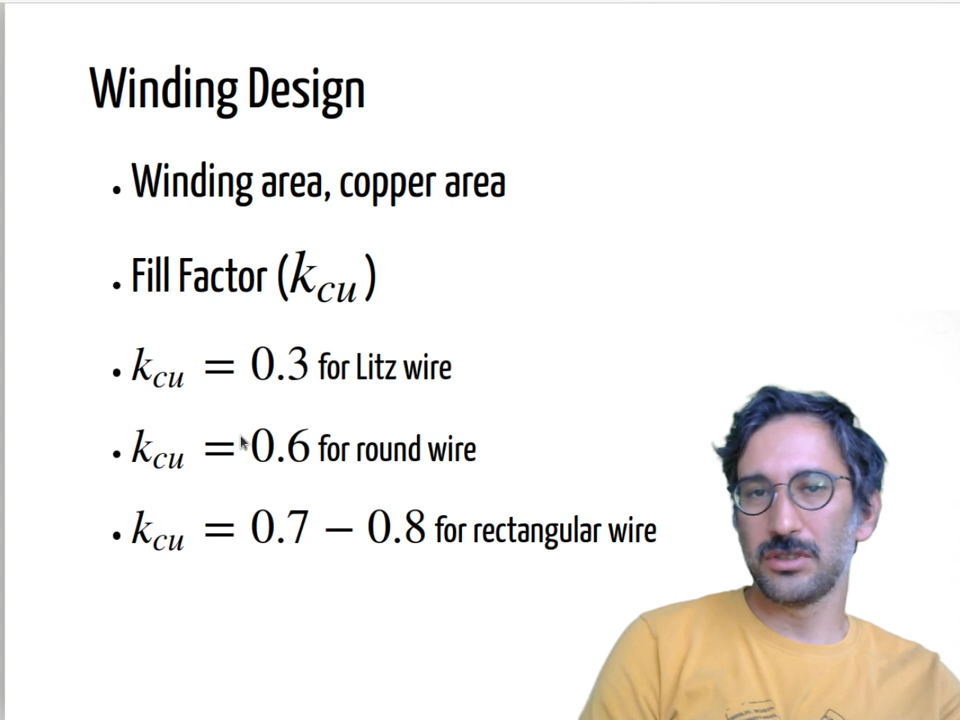 Winding Design
• Winding area, copper area
• Fill Factor (k_cu)
• k_cu = 0.3 for Litz wire
• k_cu = 0.6 for round wire
• k_cu = 0.7 − 0.8 for rectangular wire